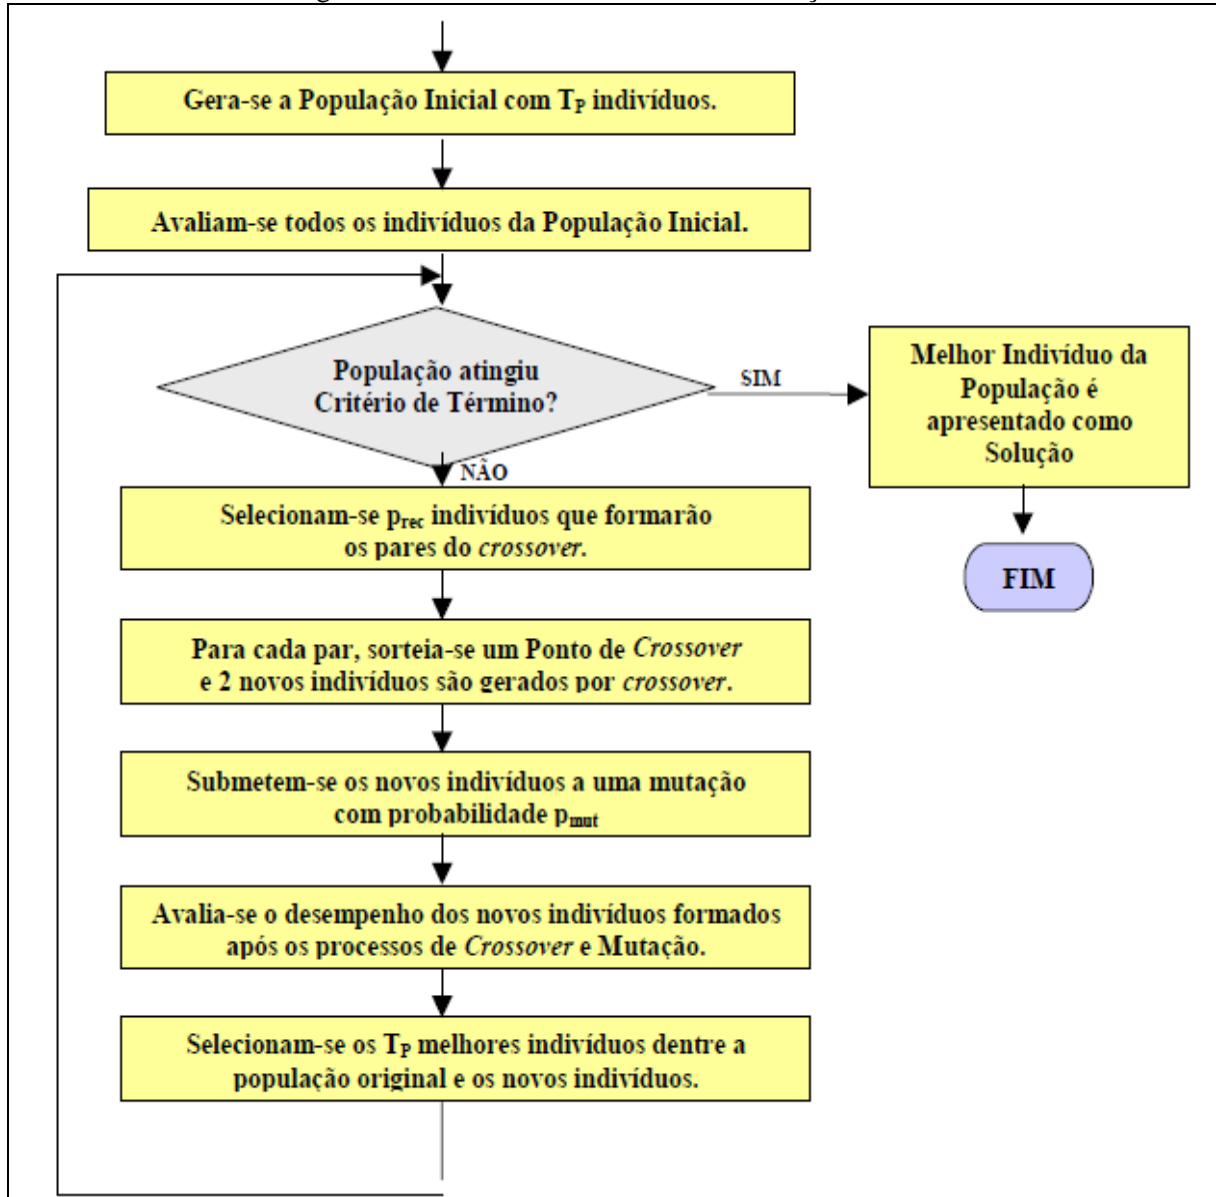 Gera-se a População Inicial com TP indivíduos.
Avaliam-se todos os indivíduos da População Inicial.
População atingiu
Critério de Término?
SIM
Melhor Indivíduo da
População é
apresentado como
Solução
FIM
NÃO
Selecionam-se prec indivíduos que formarão
os pares do crossover.
Para cada par, sorteia-se um Ponto de Crossover
e 2 novos indivíduos são gerados por crossover.
Submetem-se os novos indivíduos a uma mutação
com probabilidade pmut
Avalia-se o desempenho dos novos indivíduos formados
após os processos de Crossover e Mutação.
Selecionam-se os TP melhores indivíduos dentre a
população original e os novos indivíduos.